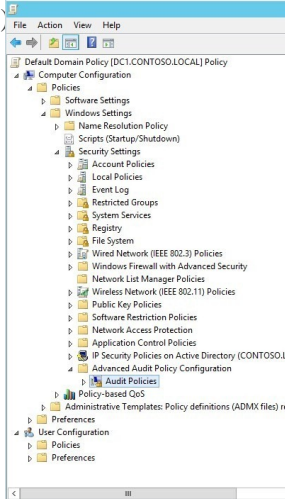 File Action View Help
Default Domain Policy [DC1.CONTOSO.LOCAL] Policy
Computer Configuration
Policies
Software Settings
Windows Settings
Name Resolution Policy
Scripts (Startup/Shutdown)
Security Settings
Account Policies
Local Policies
Event Log
Restricted Groups
System Services
Registry
File System
Wired Network (IEEE 802.3) Policies
Windows Firewall with Advanced Security
Network List Manager Policies
Wireless Network (IEEE 802.11) Policies
Public Key Policies
Software Restriction Policies
Network Access Protection
Application Control Policies
IP Security Policies on Active Directory (CONTOSO.L
Advanced Audit Policy Configuration
Audit Policies
Policy-based QoS
Administrative Templates: Policy definitions (ADMX files) re
Preferences
User Configuration
Policies
Preferences